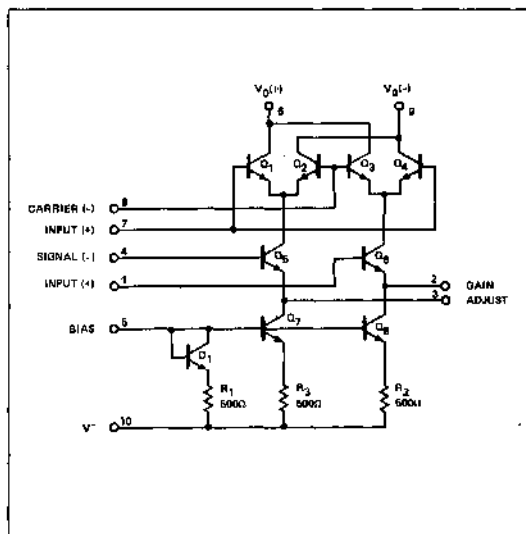 V0(+) V0(-)
6 9
Q1 Q2 Q3 Q4
CARRIER (-) 8
INPUT (+) 7
SIGNAL (-) 4 Q5 Q6
INPUT (+) 1
2 GAIN
3 ADJUST
BIAS 5 Q7 Q8
D1
R1 R3 R2
500Ω 500Ω 500Ω
V- 10